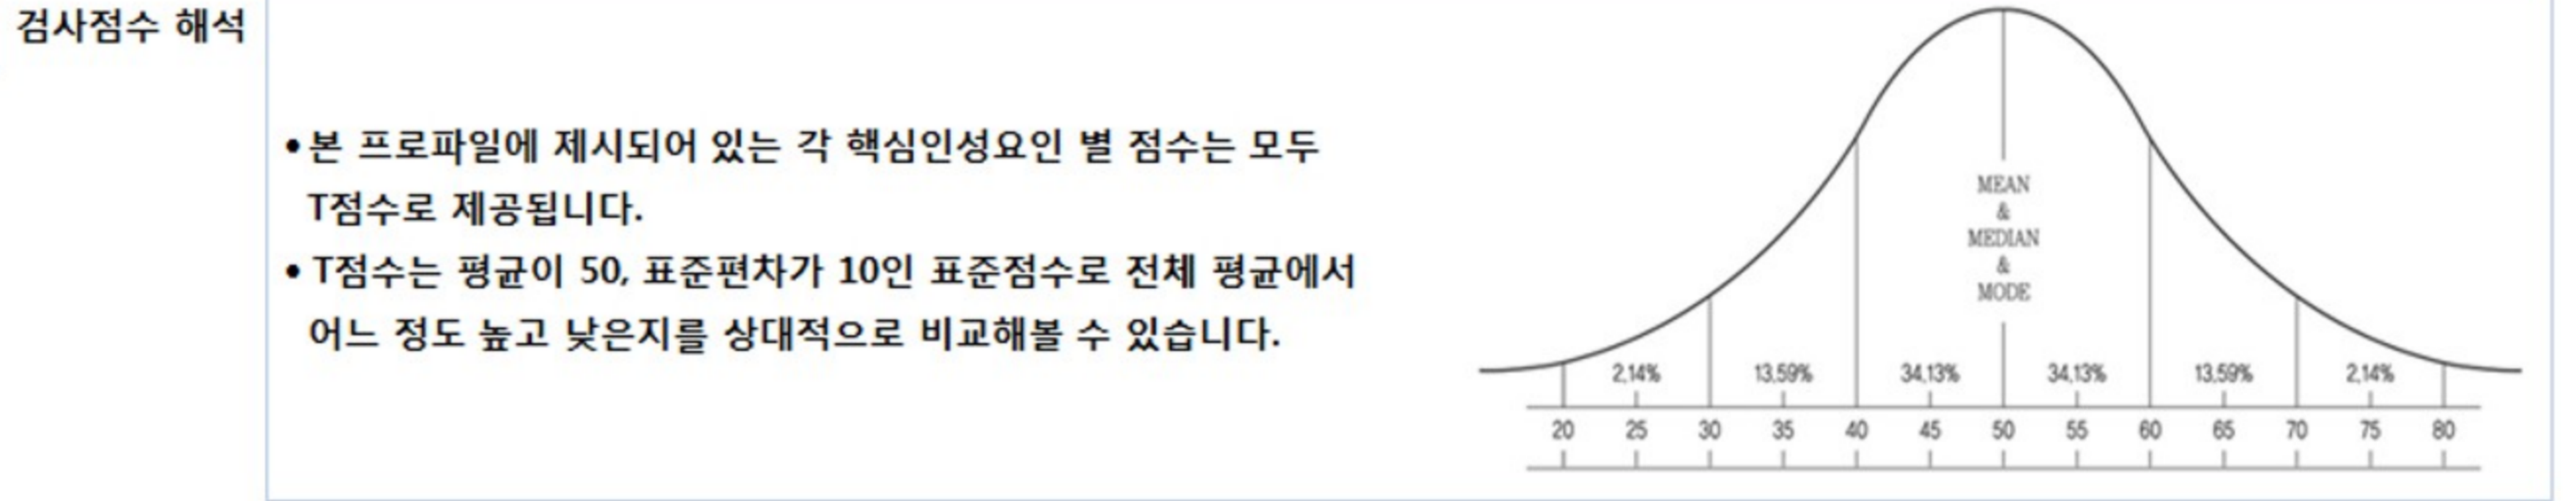 검사점수 해석
•본 프로파일에 제시되어 있는 각 핵심인성요인 별 점수는 모두
T점수로 제공됩니다.
• T점수는 평균이 50, 표준편차가 10인 표준점수로 전체 평균에서
어느 정도 높고 낮은지를 상대적으로 비교해볼 수 있습니다.
MEAN
&
MEDIAN
&
MODE
2.14% 13.59% 34.13% 34.13% 13.59% 2.14%
20 25 30 35 40 45 50 55 60 65 70 75 80